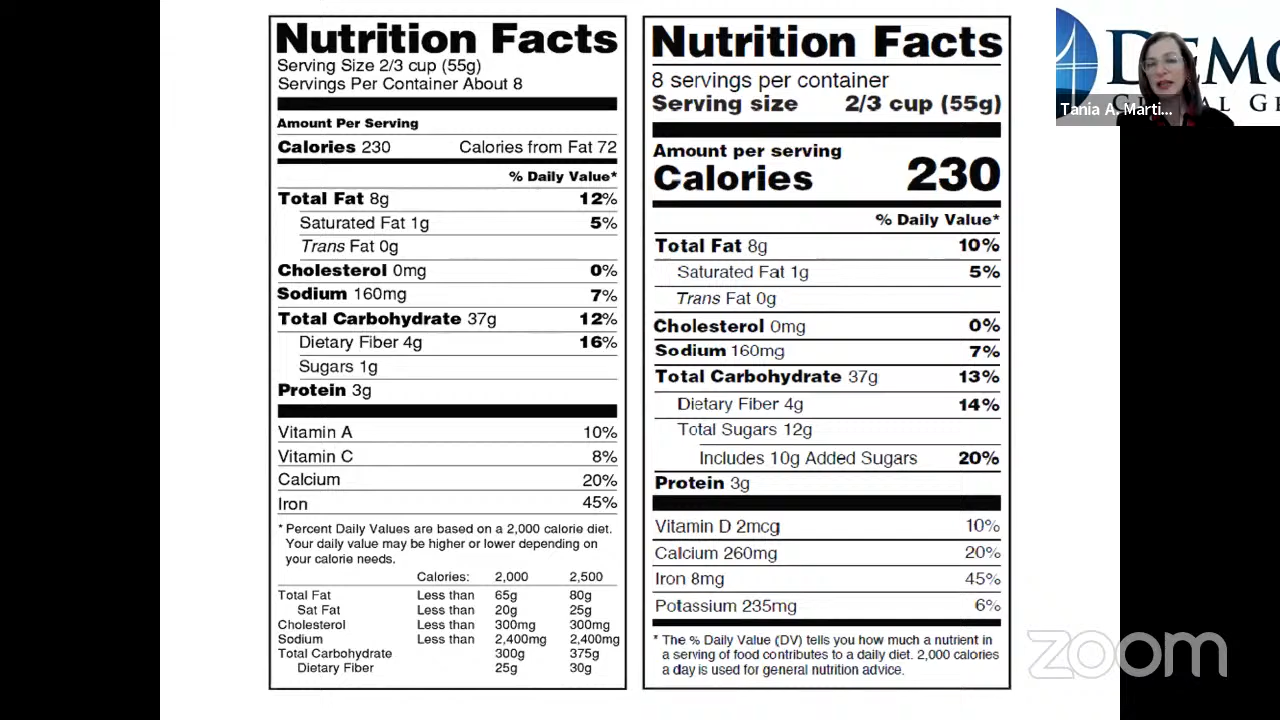 Nutrition Facts
Serving Size 2/3 cup (55g)
Servings Per Container About 8
Amount Per Serving
Calories 230 Calories from Fat 72
% Daily Value*
Total Fat 8g 12%
Saturated Fat 1g 5%
Trans Fat 0g
Cholesterol 0mg 0%
Sodium 160mg 7%
Total Carbohydrate 37g 12%
Dietary Fiber 4g 16%
Sugars 1g
Protein 3g
Vitamin A 10%
Vitamin C 8%
Calcium 20%
Iron 45%
* Percent Daily Values are based on a 2,000 calorie diet.
Your daily value may be higher or lower depending on
your calorie needs.
Calories: 2,000 2,500
Total Fat Less than 65g 80g
Sat Fat Less than 20g 25g
Cholesterol Less than 300mg 300mg
Sodium Less than 2,400mg 2,400mg
Total Carbohydrate 300g 375g
Dietary Fiber 25g 30g
Nutrition Facts
8 servings per container
Serving size 2/3 cup (55g)
Amount per serving
Calories 230
% Daily Value*
Total Fat 8g 10%
Saturated Fat 1g 5%
Trans Fat 0g
Cholesterol 0mg 0%
Sodium 160mg 7%
Total Carbohydrate 37g 13%
Dietary Fiber 4g 14%
Total Sugars 12g
Includes 10g Added Sugars 20%
Protein 3g
Vitamin D 2mcg 10%
Calcium 260mg 20%
Iron 8mg 45%
Potassium 235mg 6%
* The % Daily Value (DV) tells you how much a nutrient in
a serving of food contributes to a daily diet. 2,000 calories
a day is used for general nutrition advice.
Tania A. Marti...
zoom